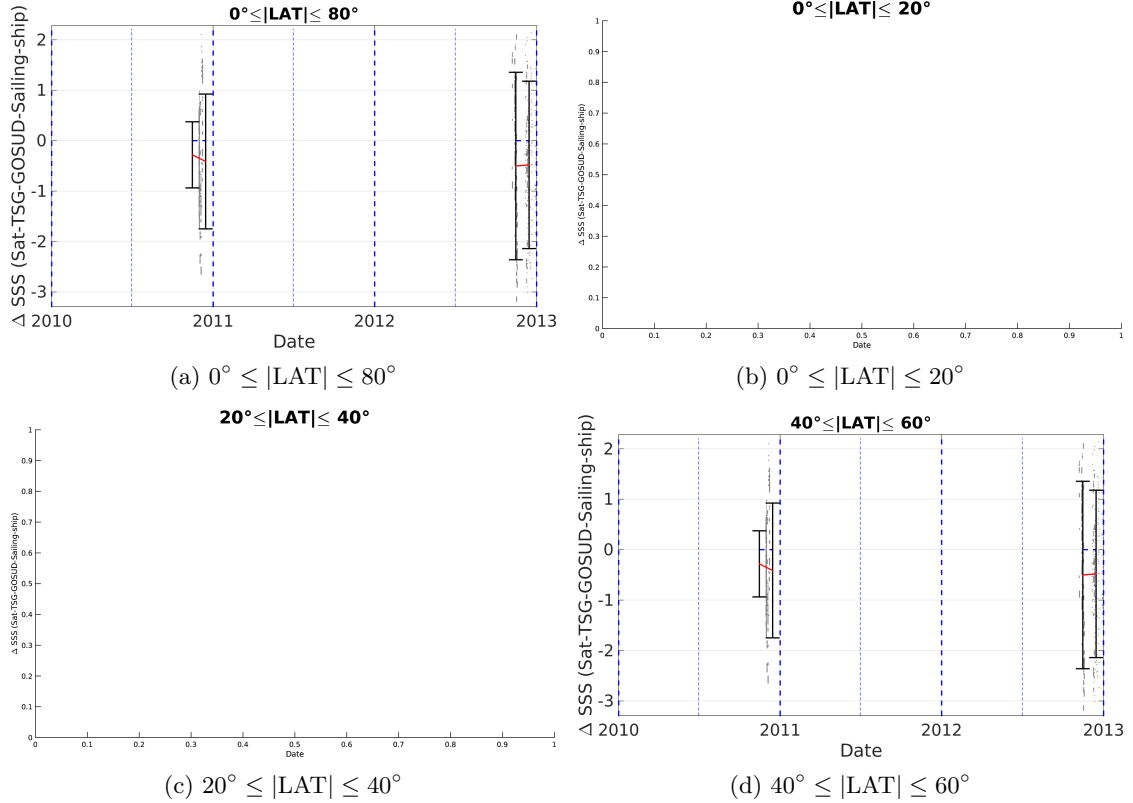 0°≤|LAT|≤ 80°
Δ SSS (Sat-TSG-GOSUD-Sailing-ship)
2
1
0
-1
-2
-3
2010 2011 2012 2013
Date
(a) 0° ≤ |LAT| ≤ 80°
0°≤|LAT|≤ 20°
Δ SSS (Sat-TSG-GOSUD-Sailing-ship)
1
0.9
0.8
0.7
0.6
0.5
0.4
0.3
0.2
0.1
0
0 0.1 0.2 0.3 0.4 0.5 0.6 0.7 0.8 0.9 1
Date
(b) 0° ≤ |LAT| ≤ 20°
20°≤|LAT|≤ 40°
Δ SSS (Sat-TSG-GOSUD-Sailing-ship)
1
0.9
0.8
0.7
0.6
0.5
0.4
0.3
0.2
0.1
0
0 0.1 0.2 0.3 0.4 0.5 0.6 0.7 0.8 0.9 1
Date
(c) 20° ≤ |LAT| ≤ 40°
40°≤|LAT|≤ 60°
Δ SSS (Sat-TSG-GOSUD-Sailing-ship)
2
1
0
-1
-2
-3
2010 2011 2012 2013
Date
(d) 40° ≤ |LAT| ≤ 60°